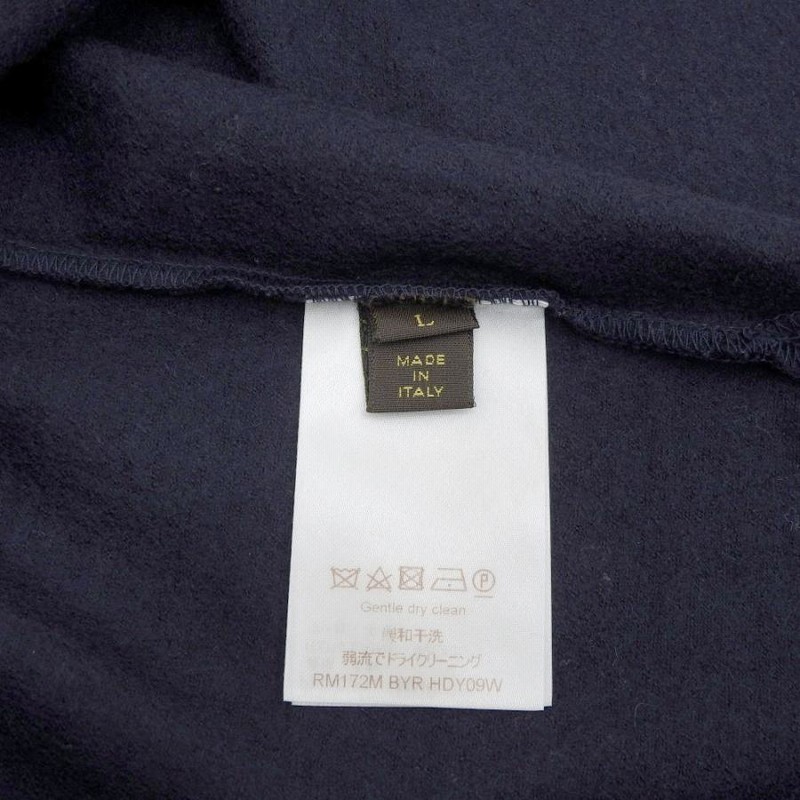 L
MADE
IN
ITALY
P
Gentle dry clean
缓和干洗
弱流でドライクリーニング
RM172M BYR HDY09W